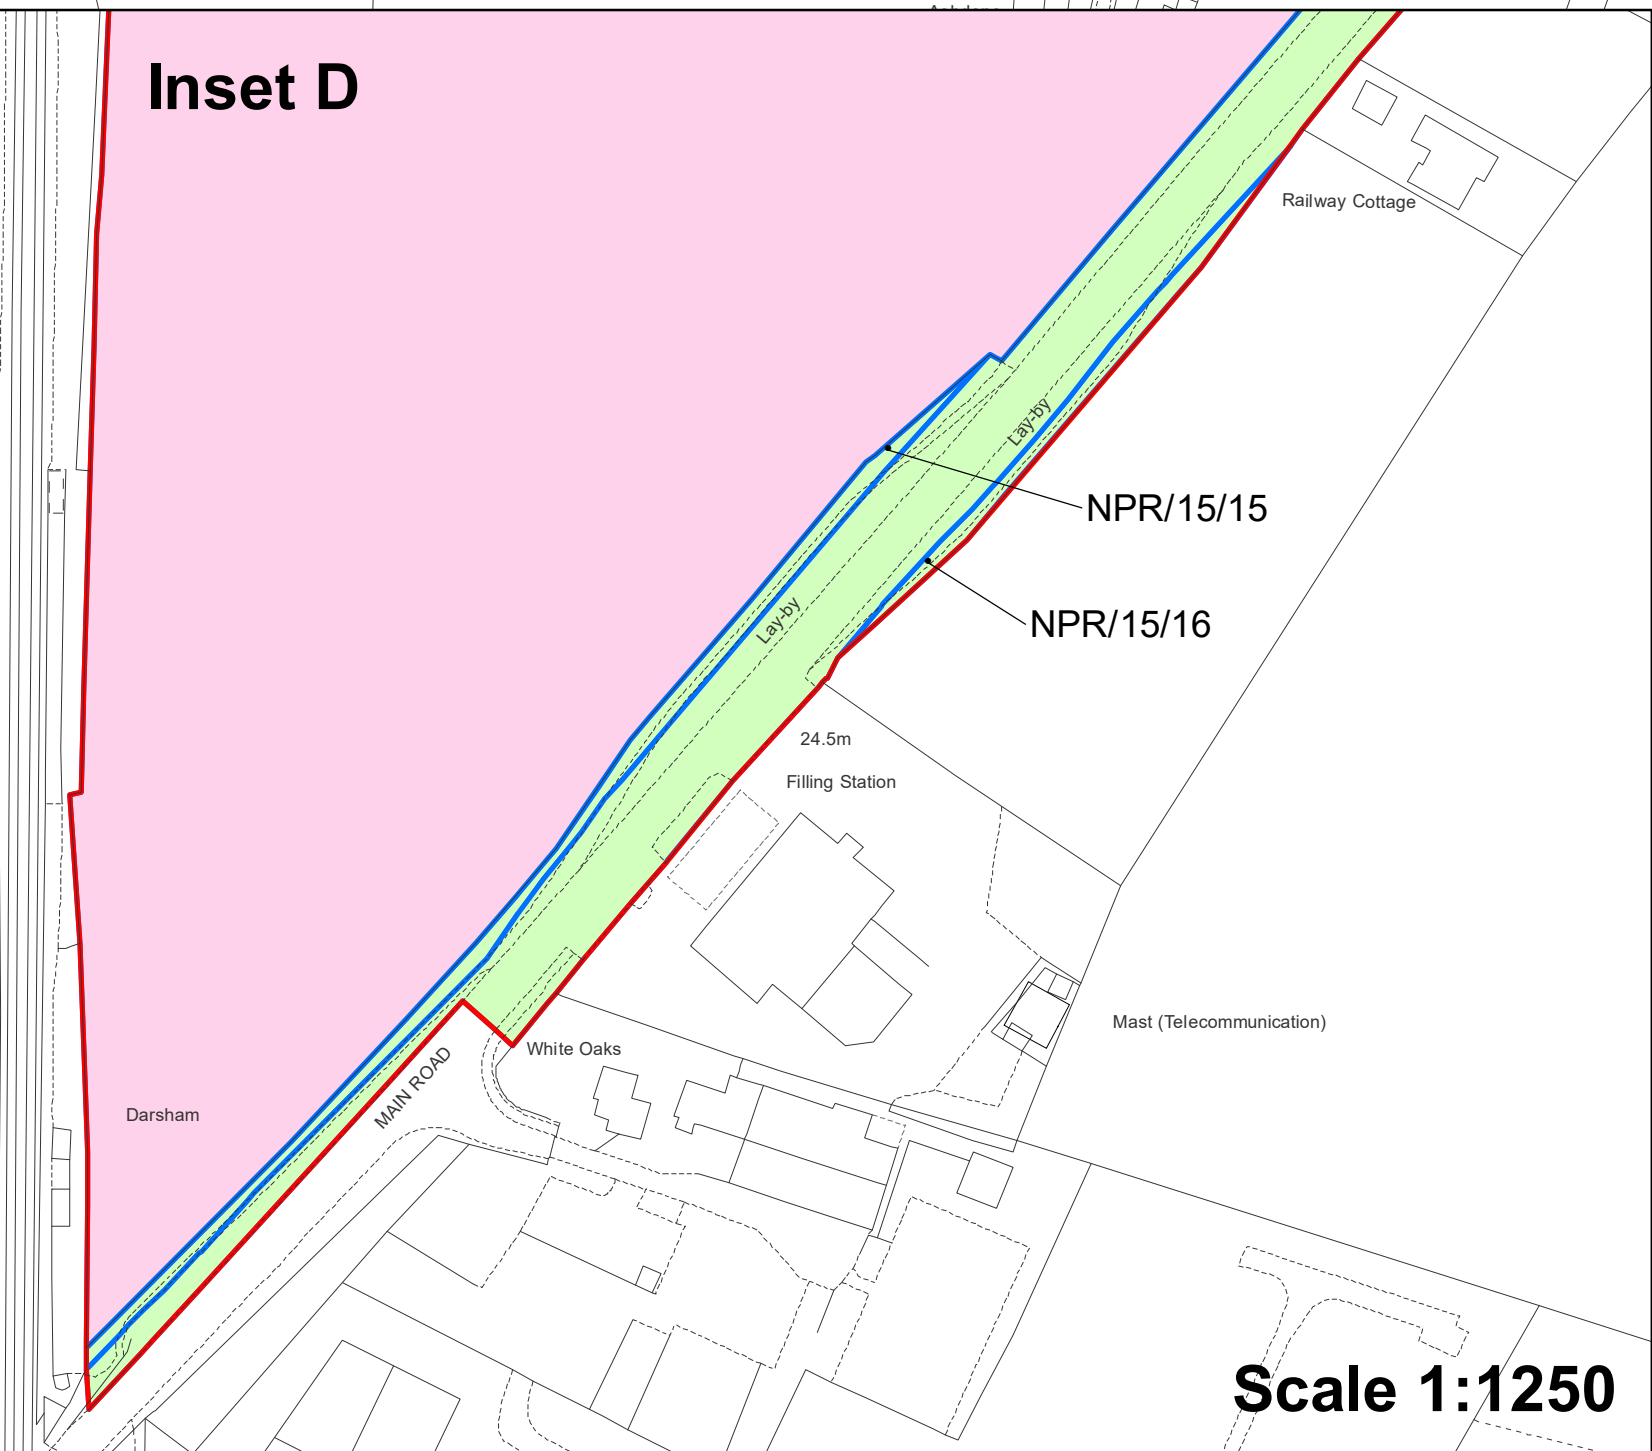 Inset D
Railway Cottage
Lay-by
NPR/15/15
Lay-by
NPR/15/16
24.5m
Filling Station
Mast (Telecommunication)
White Oaks
MAIN ROAD
Darsham
Scale 1:1250